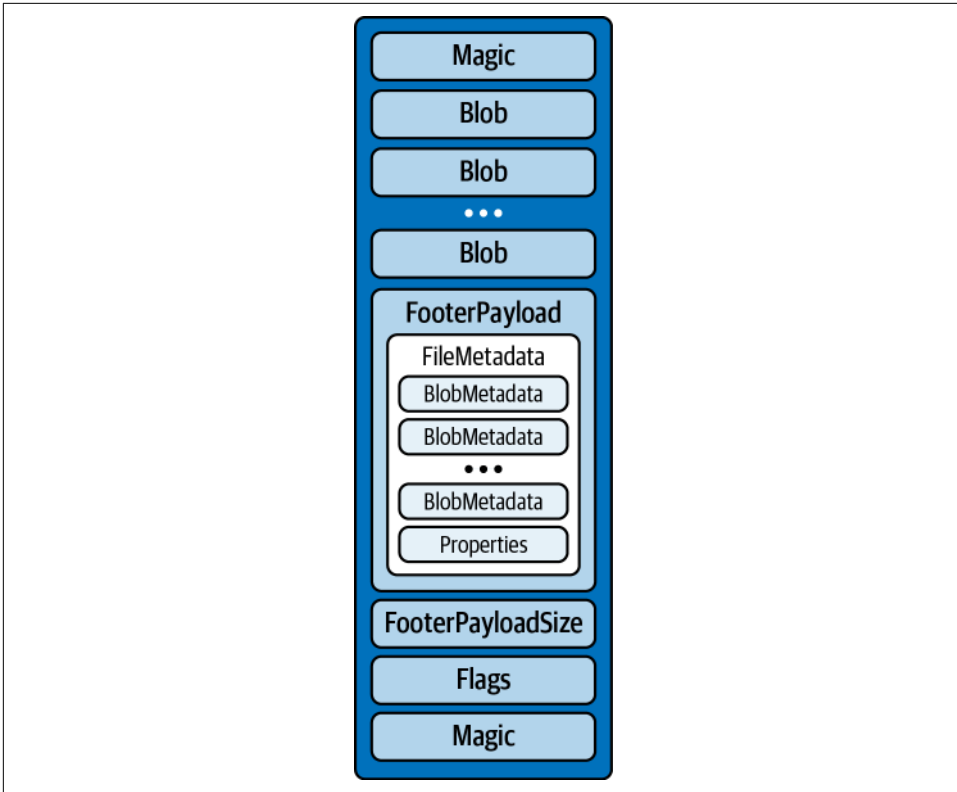 Magic
Blob
Blob
...
Blob
FooterPayload
FileMetadata
BlobMetadata
BlobMetadata
...
BlobMetadata
Properties
FooterPayloadSize
Flags
Magic